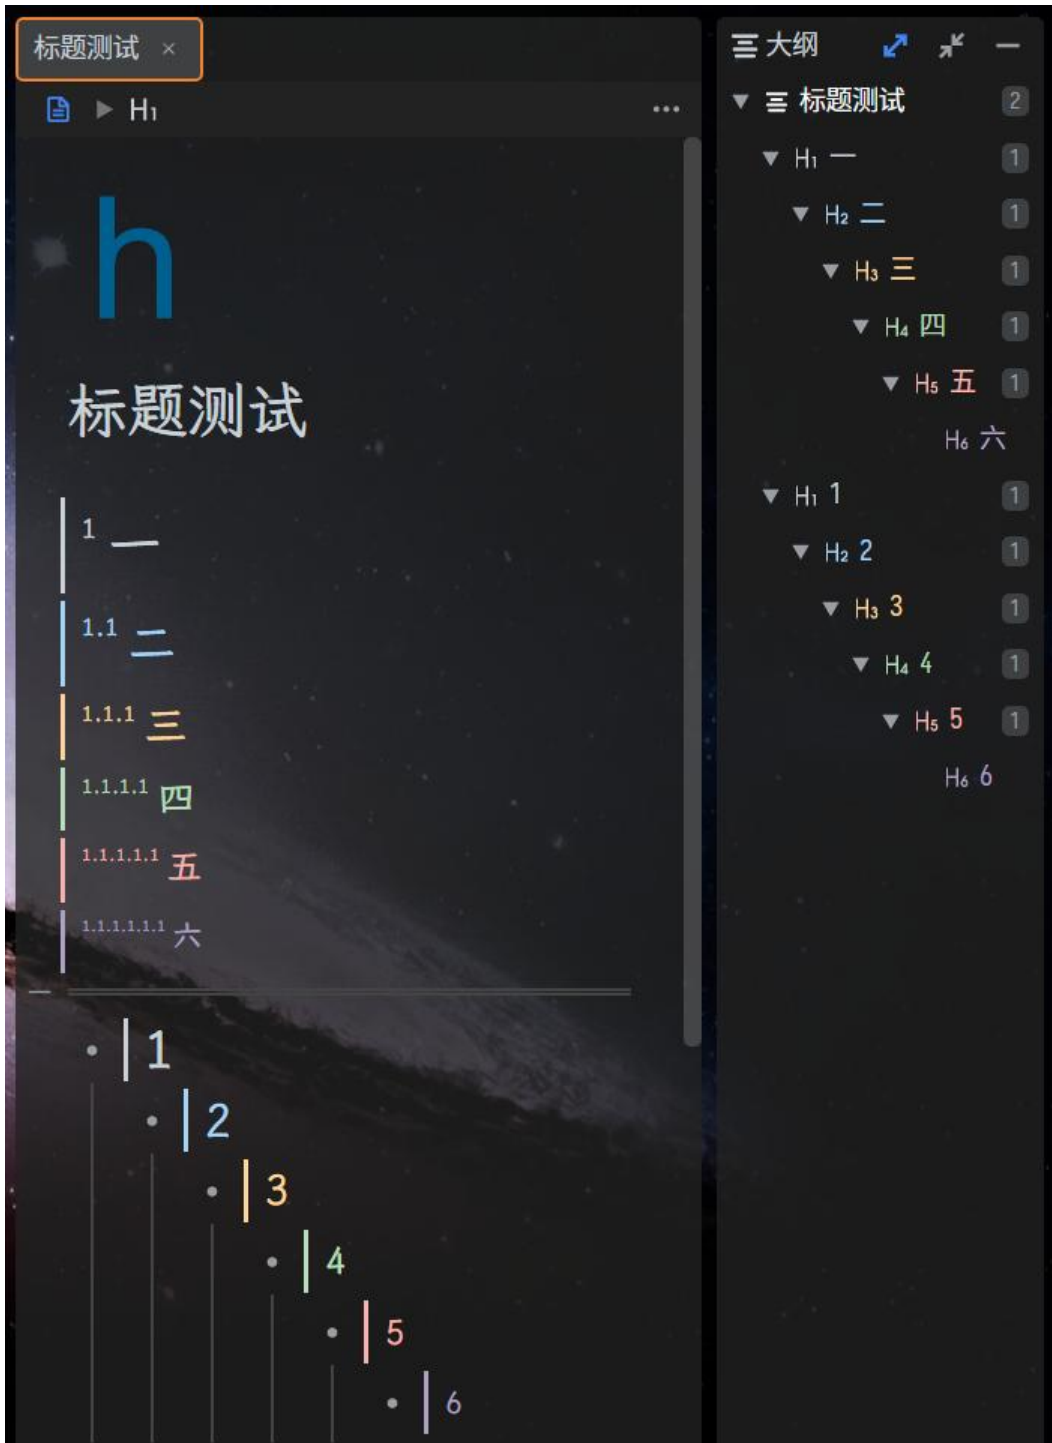 标题测试 ×
H1 •••
h
标题测试
1 一
1.1 二
1.1.1 三
1.1.1.1 四
1.1.1.1.1 五
1.1.1.1.1.1 六
1
2
3
4
5
6
大纲
标题测试 2
H1 一 1
H2 二 1
H3 三 1
H4 四 1
H5 五 1
H6 六
H1 1 1
H2 2 1
H3 3 1
H4 4 1
H5 5 1
H6 6